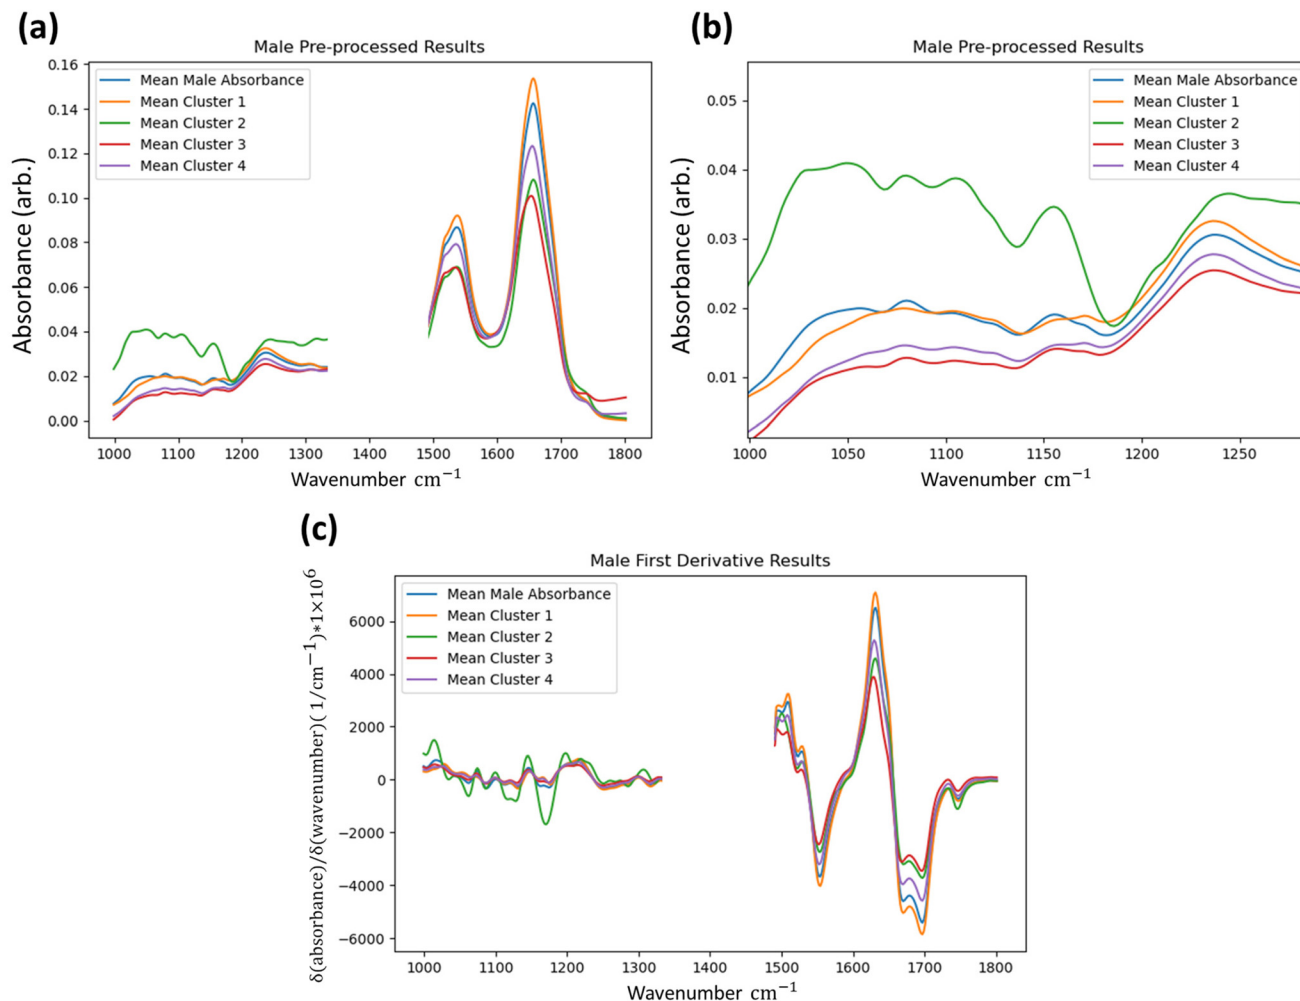 (a)
Male Pre-processed Results
Absorbance (arb.)
0.16
0.14
0.12
0.10
0.08
0.06
0.04
0.02
0.00
Mean Male Absorbance
Mean Cluster 1
Mean Cluster 2
Mean Cluster 3
Mean Cluster 4
1000 1100 1200 1300 1400 1500 1600 1700 1800
Wavenumber cm⁻¹
(b)
Male Pre-processed Results
Absorbance (arb.)
0.05
0.04
0.03
0.02
0.01
Mean Male Absorbance
Mean Cluster 1
Mean Cluster 2
Mean Cluster 3
Mean Cluster 4
1000 1050 1100 1150 1200 1250
Wavenumber cm⁻¹
(c)
Male First Derivative Results
δ(absorbance)/δ(wavenumber)(1/cm⁻¹)*1×10⁶
6000
4000
2000
0
−2000
−4000
−6000
Mean Male Absorbance
Mean Cluster 1
Mean Cluster 2
Mean Cluster 3
Mean Cluster 4
1000 1100 1200 1300 1400 1500 1600 1700 1800
Wavenumber cm⁻¹